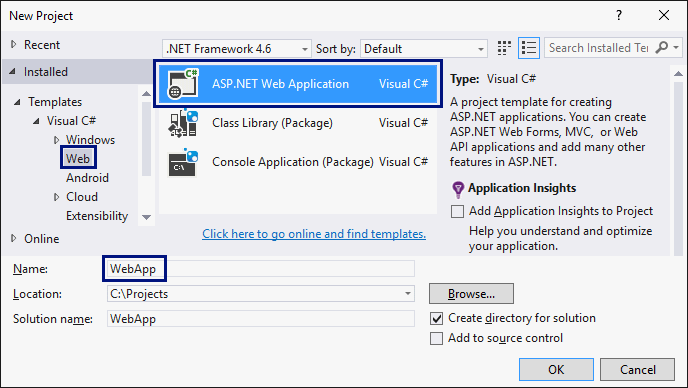 New Project
Recent
.NET Framework 4.6
Sort by:
Default
Search Installed Te
Installed
Templates
Visual C#
Windows
Web
Android
Cloud
Extensibility
Online
C#
ASP.NET Web Application
Visual C#
Class Library (Package)
Visual C#
C:\
Console Application (Package)
Visual C#
Click here to go online and find templates.
Type: Visual C#
A project template for creating
ASP.NET applications. You can create
ASP.NET Web Forms, MVC, or Web
API applications and add many other
features in ASP.NET.
Application Insights
Add Application Insights to Project
Help you understand and optimize
your application.
Name:
WebApp
Location:
C:\Projects
Browse...
Solution name:
WebApp
Create directory for solution
Add to source control
OK
Cancel